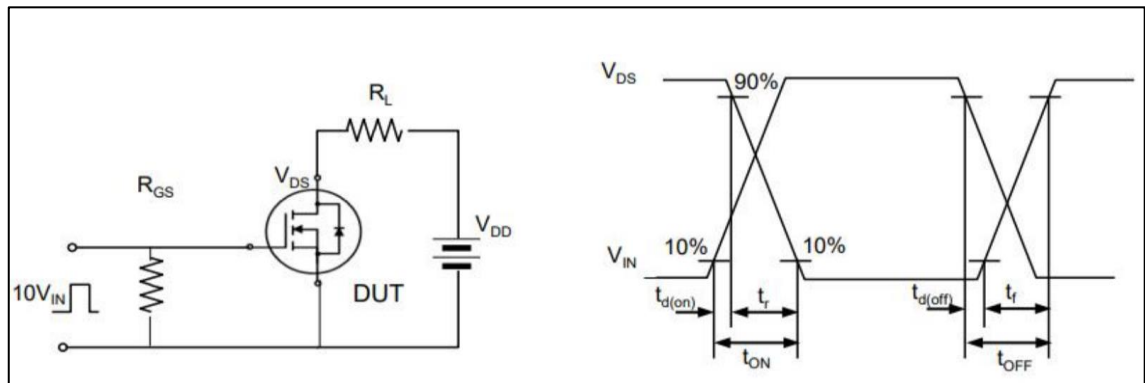 R_L
R_GS
V_DS
V_DD
10V_IN
DUT
V_DS
90%
V_IN
10%
10%
t_d(on)
t_r
t_ON
t_d(off)
t_f
t_OFF